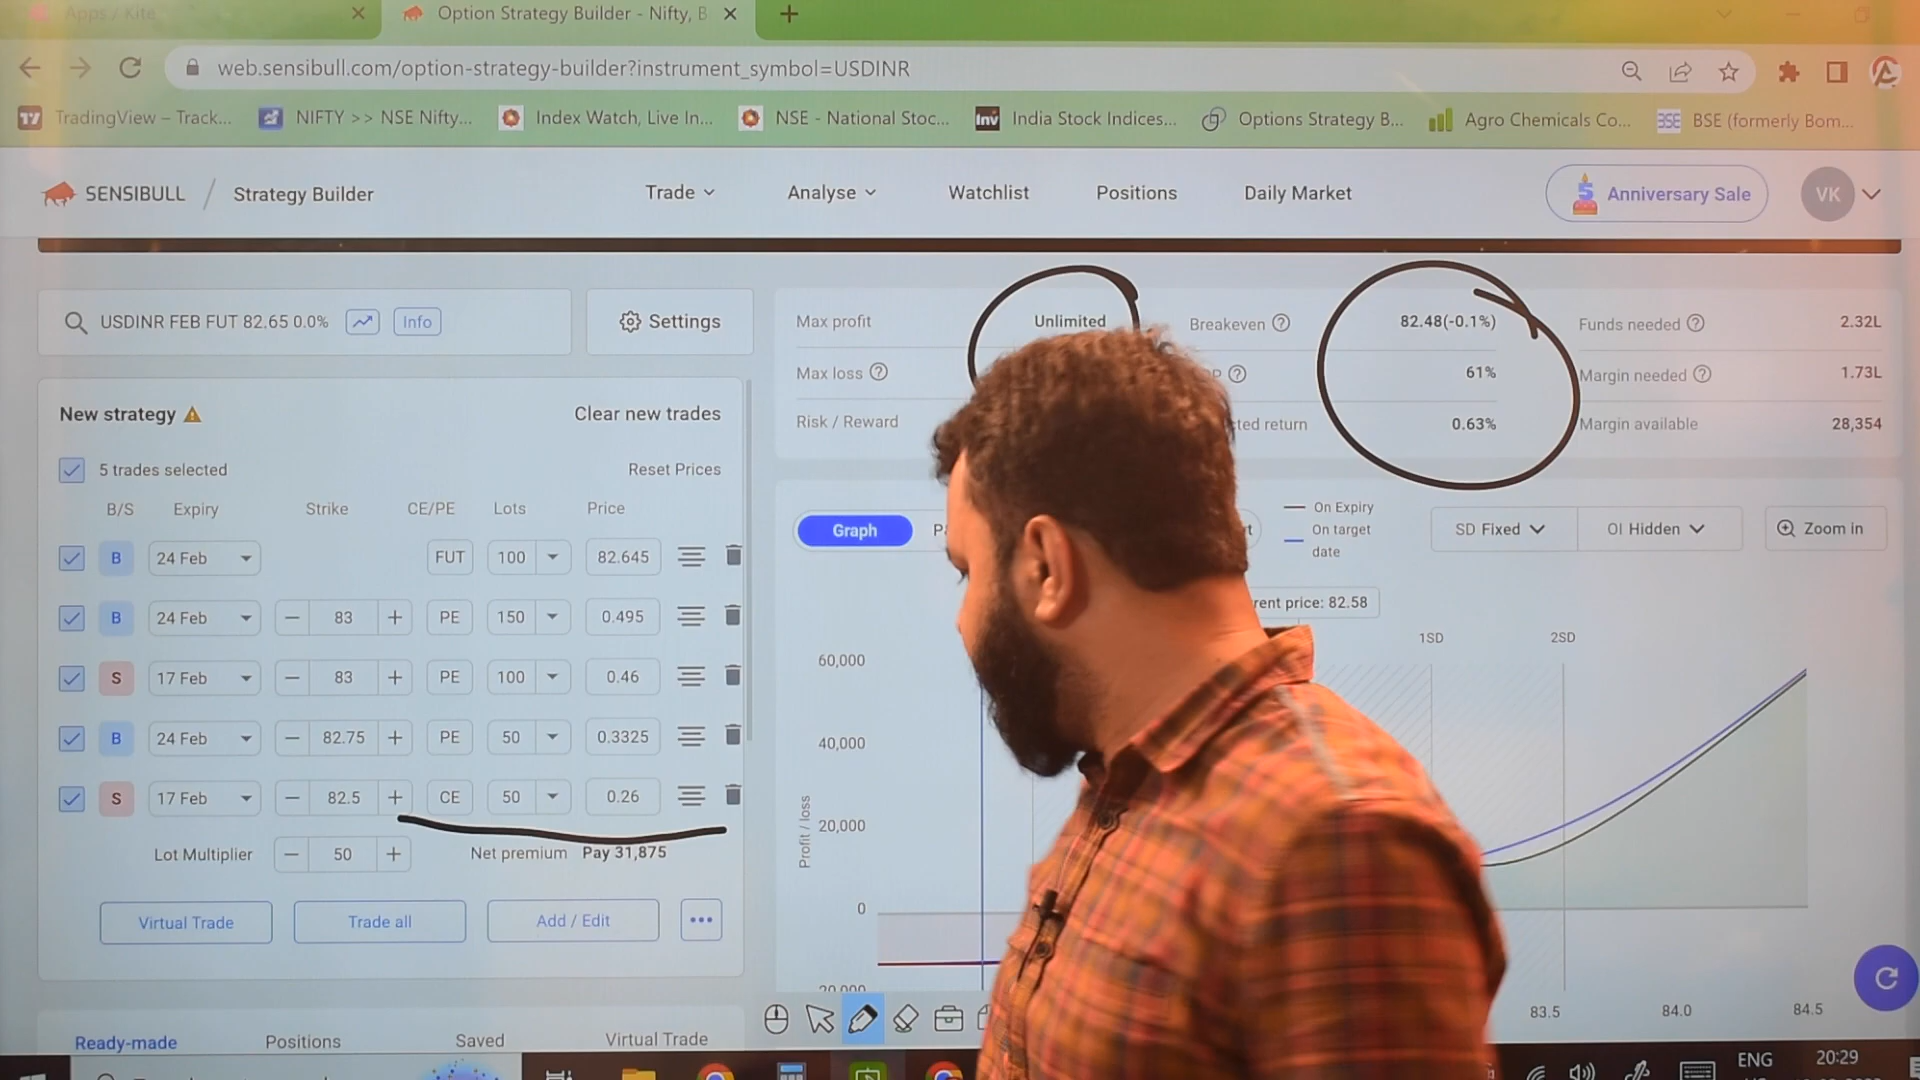 Apps / Kite
Option Strategy Builder - Nifty, B
web.sensibull.com/option-strategy-builder?instrument_symbol=USDINR
TradingView – Track...
NIFTY >> NSE Nifty...
Index Watch, Live In...
NSE - National Stoc...
Inv India Stock Indices...
Options Strategy B...
Agro Chemicals Co...
BSE BSE (formerly Bom...
SENSIBULL / Strategy Builder
Trade
Analyse
Watchlist
Positions
Daily Market
5 Anniversary Sale
VK
USDINR FEB FUT 82.65 0.0%
Info
Settings
Max profit Unlimited
Breakeven 82.48(-0.1%)
Funds needed 2.32L
Max loss
61%
Margin needed 1.73L
Risk / Reward
return 0.63%
Margin available 28,354
New strategy
Clear new trades
5 trades selected
Reset Prices
B/S Expiry Strike CE/PE Lots Price
B 24 Feb FUT 100 82.645
B 24 Feb − 83 + PE 150 0.495
S 17 Feb − 83 + PE 100 0.46
B 24 Feb − 82.75 + PE 50 0.3325
S 17 Feb − 82.5 + CE 50 0.26
Lot Multiplier − 50 +
Net premium Pay 31,875
Virtual Trade
Trade all
Add / Edit
Ready-made
Positions
Saved
Virtual Trade
Graph
On Expiry
On target
date
SD Fixed
OI Hidden
Zoom in
price: 82.58
1SD
2SD
60,000
40,000
20,000
0
Profit / loss
83.5
84.0
84.5
ENG
20:29